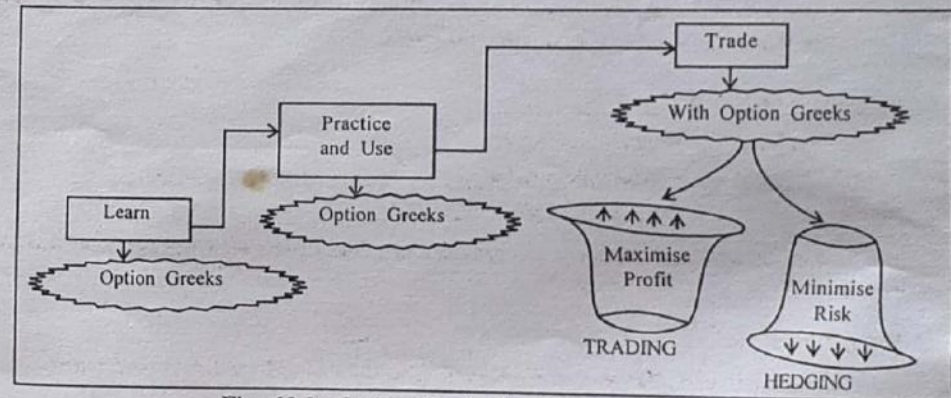 Trade
With Option Greeks
Practice
and Use
Option Greeks
Learn
Option Greeks
Maximise
Profit
TRADING
Minimise
Risk
HEDGING